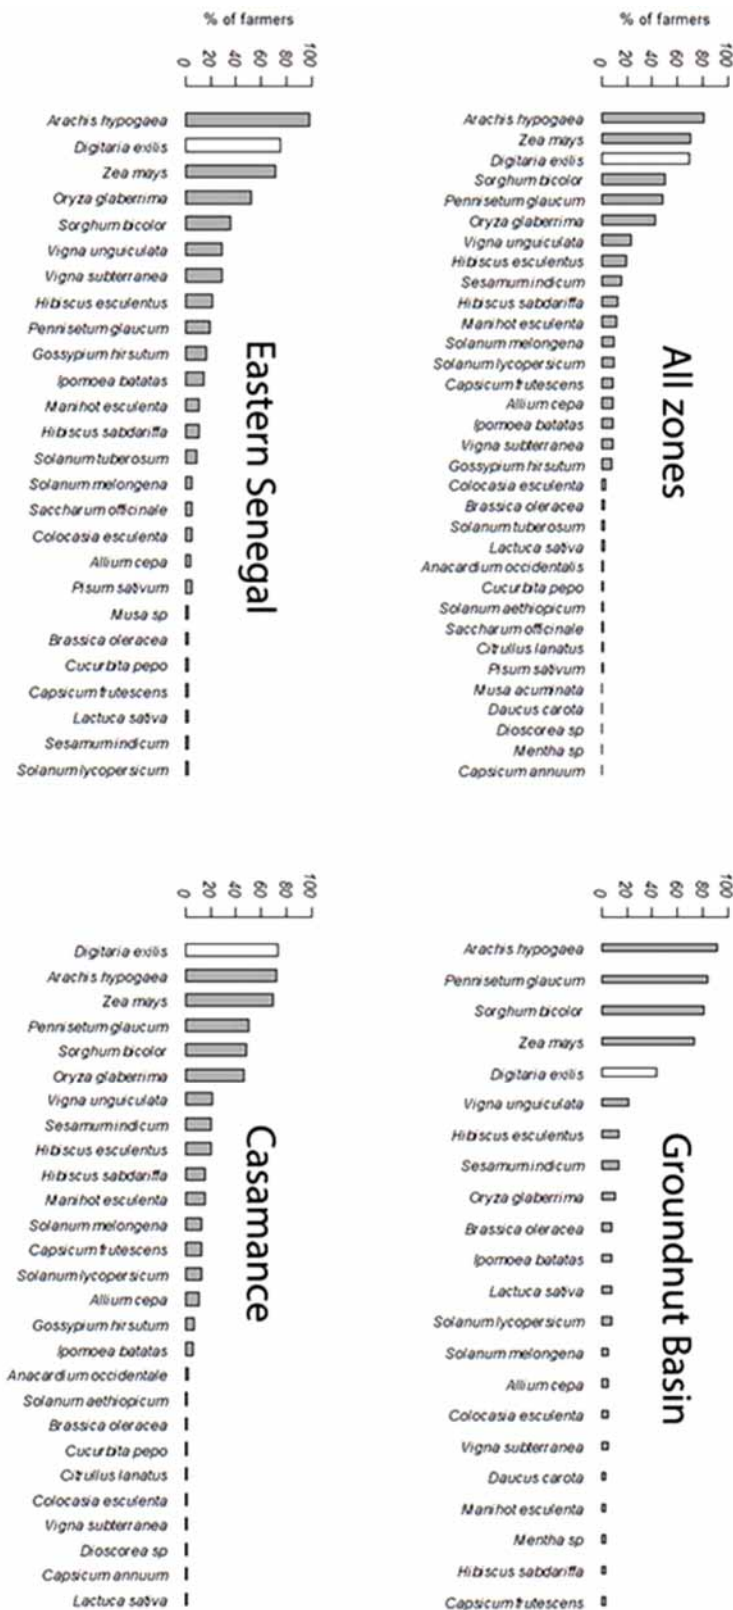 % of farmers
0 20 40 60 80 100
Arachis hypogaea
Digitaria exilis
Zea mays
Oryza glaberrima
Sorghum bicolor
Vigna unguiculata
Vigna subterranea
Hibiscus esculentus
Pennisetum glaucum
Gossypium hirsutum
Ipomoea batatas
Manihot esculenta
Hibiscus sabdariffa
Solanum tuberosum
Solanum melongena
Saccharum officinale
Colocasia esculenta
Allium cepa
Pisum sativum
Musa sp
Brassica oleracea
Cucurbita pepo
Capsicum frutescens
Lactuca sativa
Sesamum indicum
Solanum lycopersicum
Eastern Senegal
% of farmers
0 20 40 60 80 100
Arachis hypogaea
Zea mays
Digitaria exilis
Sorghum bicolor
Pennisetum glaucum
Oryza glaberrima
Vigna unguiculata
Hibiscus esculentus
Sesamum indicum
Hibiscus sabdariffa
Manihot esculenta
Solanum melongena
Solanum lycopersicum
Capsicum frutescens
Allium cepa
Ipomoea batatas
Vigna subterranea
Gossypium hirsutum
Colocasia esculenta
Brassica oleracea
Solanum tuberosum
Lactuca sativa
Anacardium occidentalis
Cucurbita pepo
Solanum aethiopicum
Saccharum officinale
Citrullus lanatus
Pisum sativum
Musa acuminata
Daucus carota
Dioscorea sp
Mentha sp
Capsicum annuum
All zones
0 20 40 60 80 100
Digitaria exilis
Arachis hypogaea
Zea mays
Pennisetum glaucum
Sorghum bicolor
Oryza glaberrima
Vigna unguiculata
Sesamum indicum
Hibiscus esculentus
Hibiscus sabdariffa
Manihot esculenta
Solanum melongena
Capsicum frutescens
Solanum lycopersicum
Allium cepa
Gossypium hirsutum
Ipomoea batatas
Anacardium occidentale
Solanum aethiopicum
Brassica oleracea
Cucurbita pepo
Citrullus lanatus
Colocasia esculenta
Vigna subterranea
Dioscorea sp
Capsicum annuum
Lactuca sativa
Casamance
0 20 40 60 80 100
Arachis hypogaea
Pennisetum glaucum
Sorghum bicolor
Zea mays
Digitaria exilis
Vigna unguiculata
Hibiscus esculentus
Sesamum indicum
Oryza glaberrima
Brassica oleracea
Ipomoea batatas
Lactuca sativa
Solanum lycopersicum
Solanum melongena
Allium cepa
Colocasia esculenta
Vigna subterranea
Daucus carota
Manihot esculenta
Mentha sp
Hibiscus sabdariffa
Capsicum frutescens
Groundnut Basin